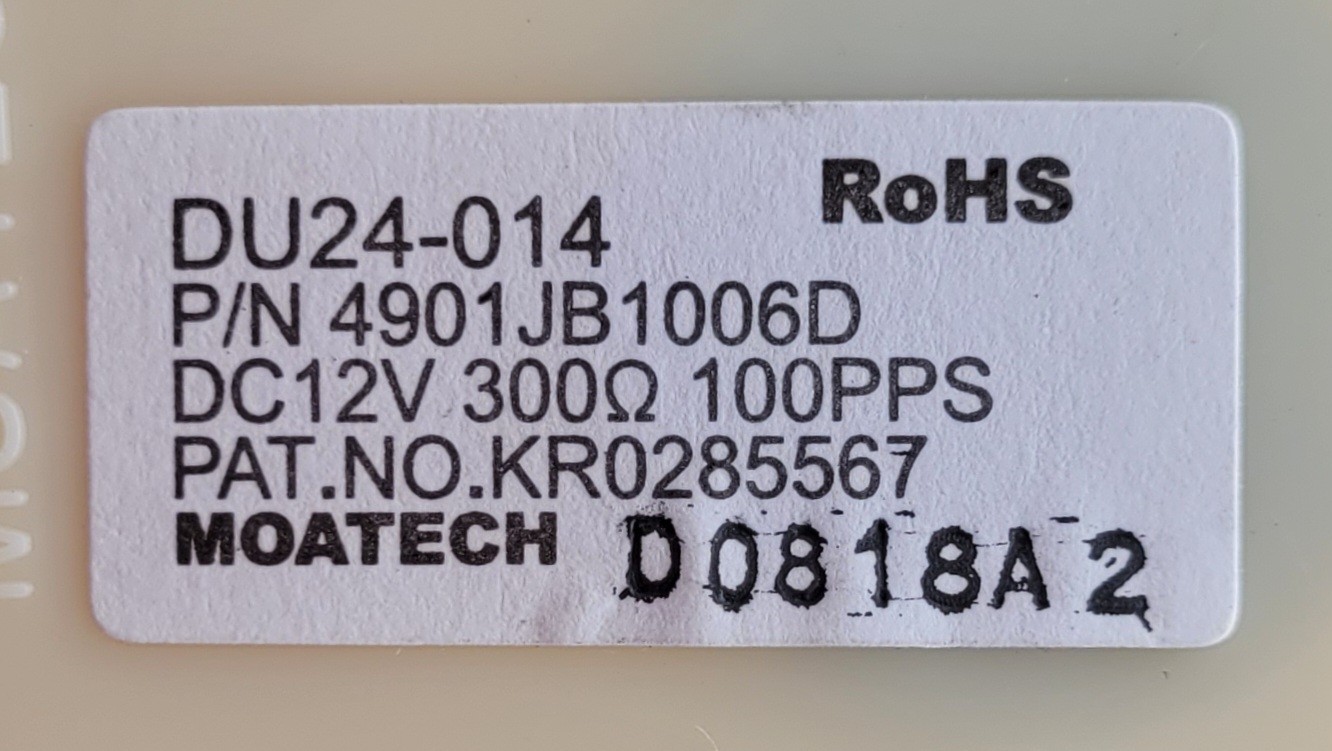 RoHS
DU24-014
P/N 4901JB1006D
DC12V 300Ω 100PPS
PAT.NO.KR0285567
MOATECH D0818A2